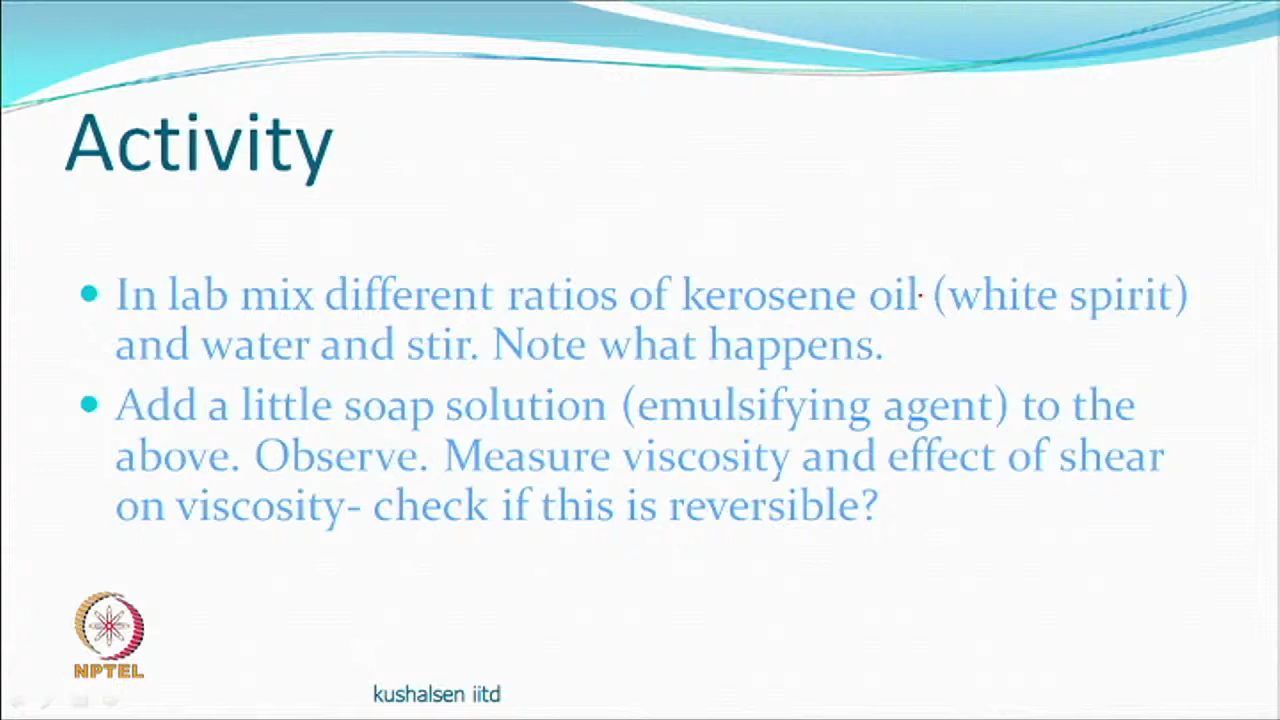 Activity
In lab mix different ratios of kerosene oil (white spirit)
and water and stir. Note what happens.
Add a little soap solution (emulsifying agent) to the
above. Observe. Measure viscosity and effect of shear
on viscosity- check if this is reversible?
NPTEL
kushalsen iitd